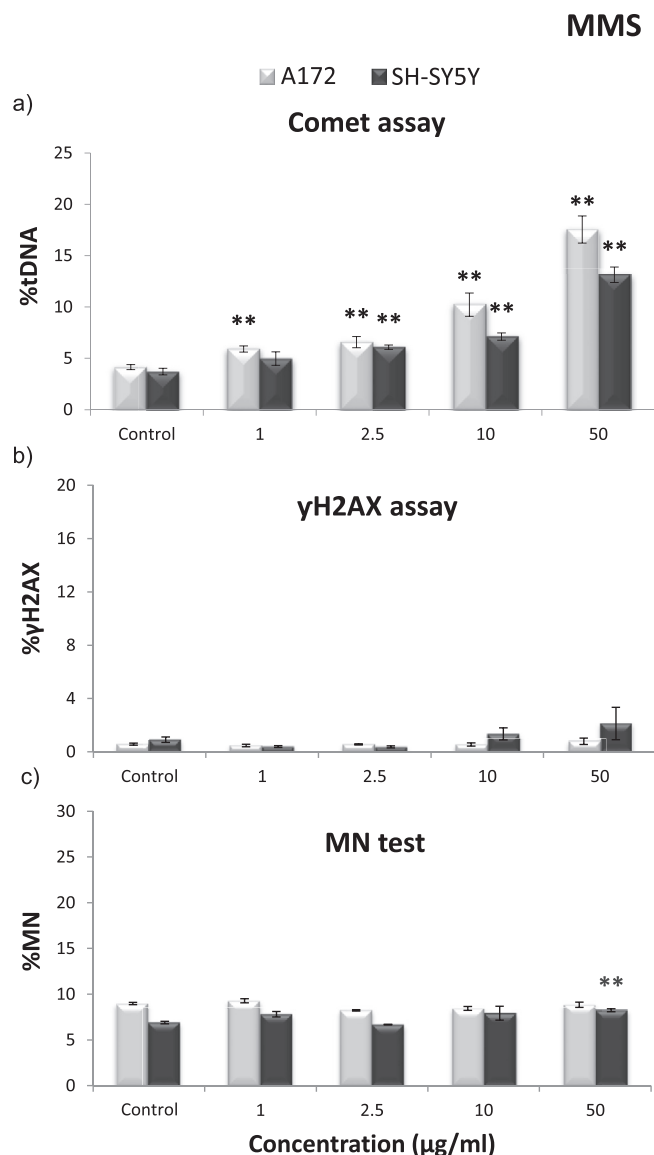 MMS
A172 SH-SY5Y
a)
Comet assay
25
20
15
10
5
0
%tDNA
** ** ** ** ** ** **
Control 1 2.5 10 50
b)
γH2AX assay
20
16
12
8
4
0
%γH2AX
Control 1 2.5 10 50
c)
MN test
30
25
20
15
10
5
0
%MN
**
Control 1 2.5 10 50
Concentration (μg/ml)